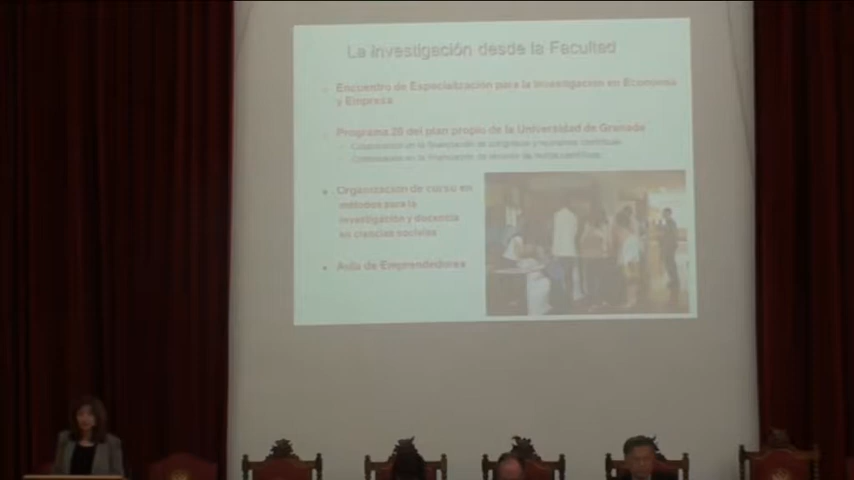 La Investigación desde la Facultad
Encuentro de Especialización para la Investigación en Economía
y Empresa
Programa 20 del plan propio de la Universidad de Granada
Organización de curso en
métodos para la
investigación y docencia
en ciencias sociales
Aula de Emprendedores